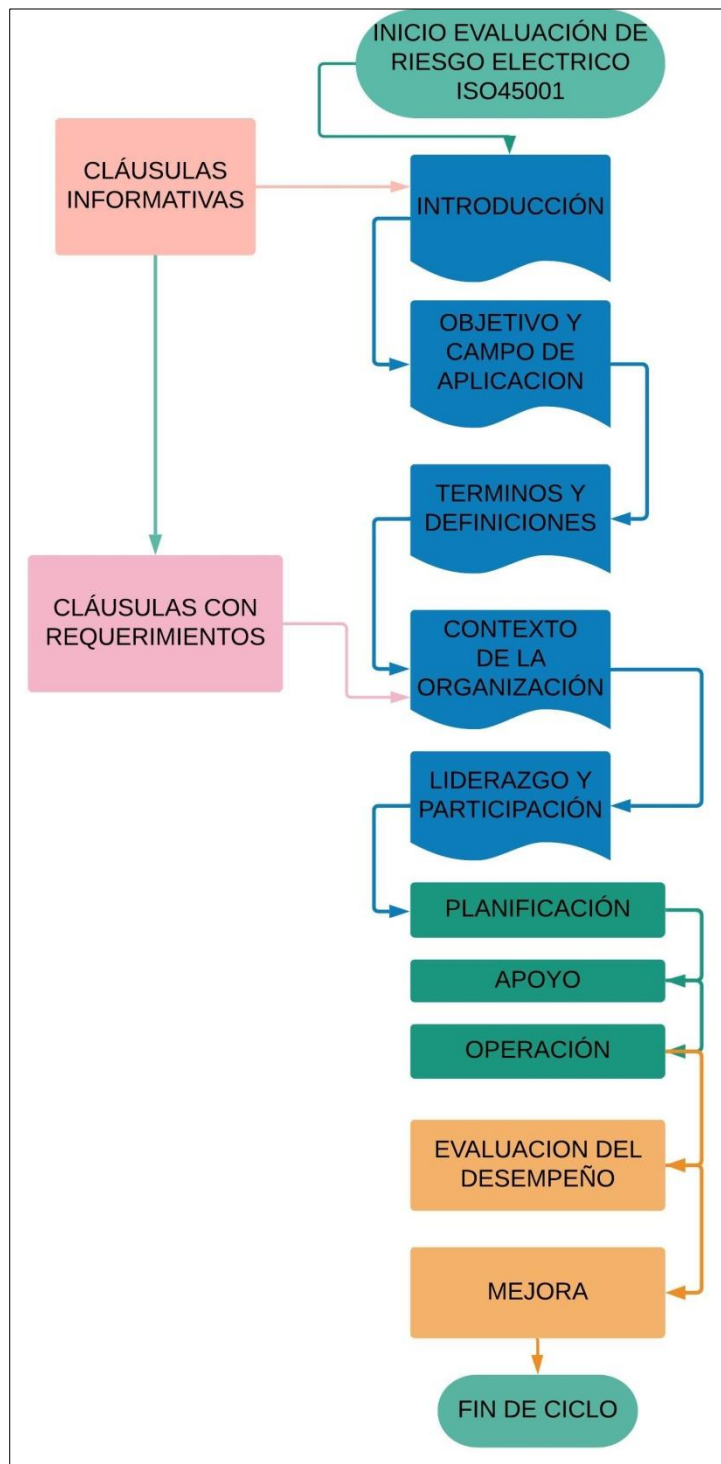 INICIO EVALUACIÓN DE
RIESGO ELECTRICO
ISO45001
CLÁUSULAS
INFORMATIVAS
INTRODUCCIÓN
OBJETIVO Y
CAMPO DE
APLICACION
TERMINOS Y
DEFINICIONES
CLÁUSULAS CON
REQUERIMIENTOS
CONTEXTO
DE LA
ORGANIZACIÓN
LIDERAZGO Y
PARTICIPACIÓN
PLANIFICACIÓN
APOYO
OPERACIÓN
EVALUACION DEL
DESEMPEÑO
MEJORA
FIN DE CICLO